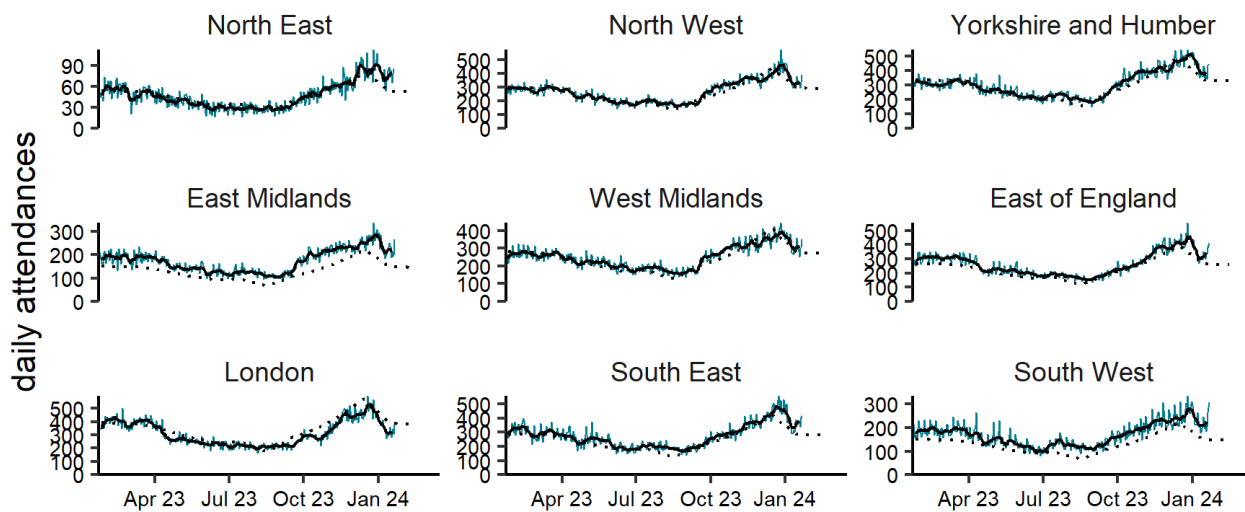 North East North West Yorkshire and Humber
90 60 30 0
500 400 300 200 100 0
500 400 300 200 100 0
daily attendances
East Midlands West Midlands East of England
300 200 100 0
400 300 200 100 0
500 400 300 200 100 0
London South East South West
500 400 300 200 100 0
500 400 300 200 100 0
300 200 100 0
Apr 23 Jul 23 Oct 23 Jan 24 Apr 23 Jul 23 Oct 23 Jan 24 Apr 23 Jul 23 Oct 23 Jan 24